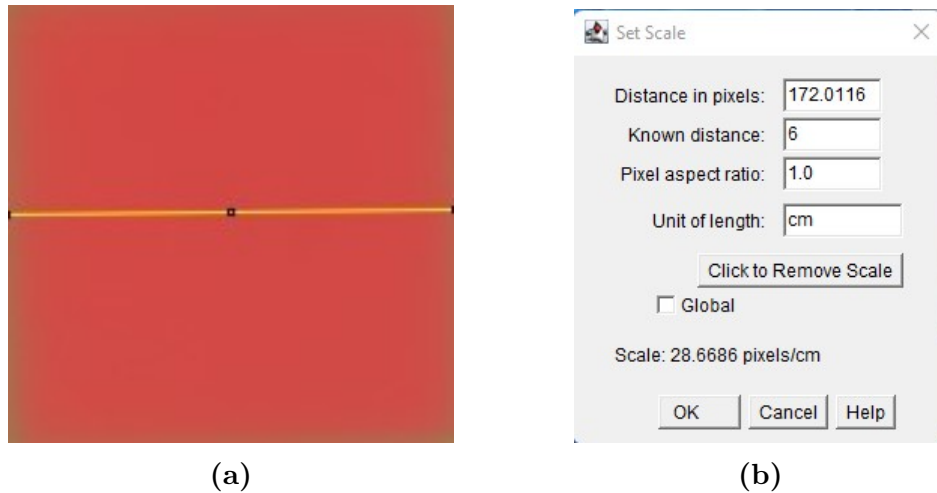 Set Scale
Distance in pixels: 172.0116
Known distance: 6
Pixel aspect ratio: 1.0
Unit of length: cm
Click to Remove Scale
Global
Scale: 28.6686 pixels/cm
OK Cancel Help
(a) (b)